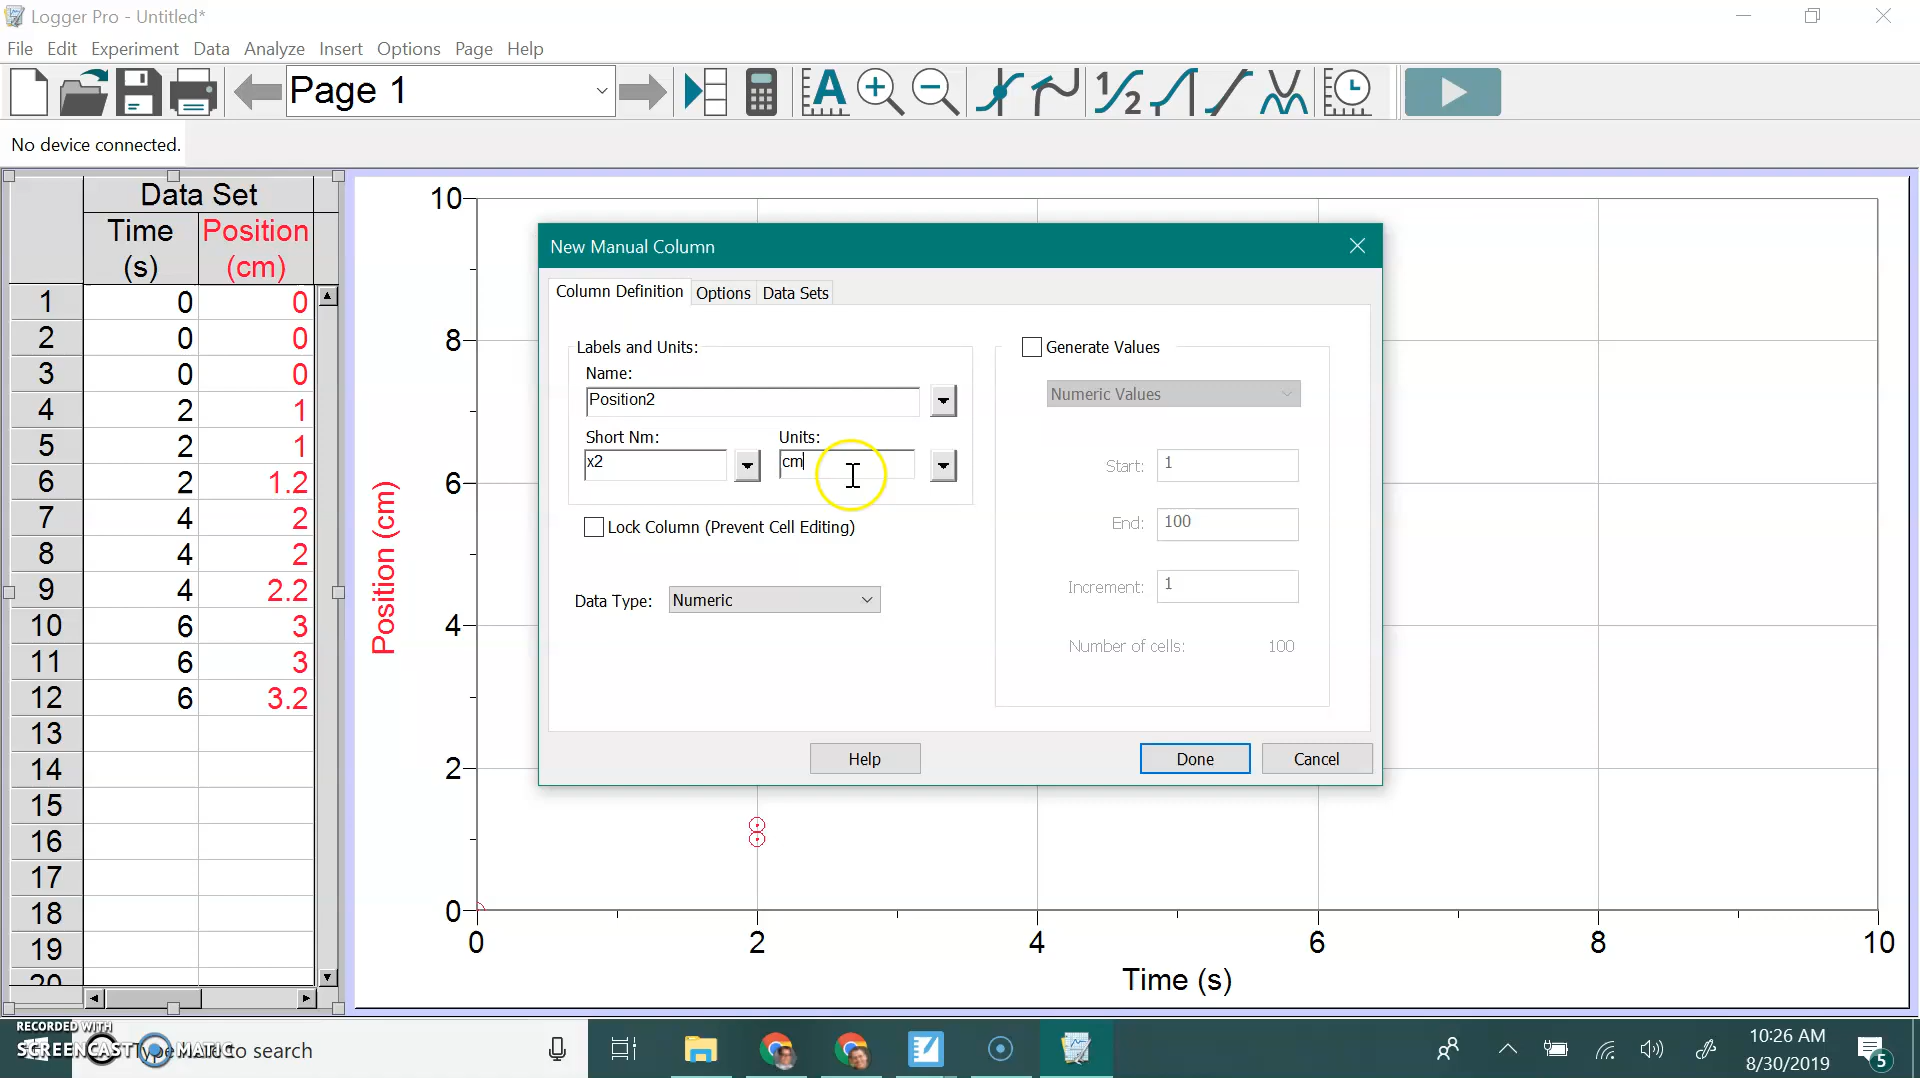 Logger Pro - Untitled*
File Edit Experiment Data Analyze Insert Options Page Help
Page 1
No device connected.
Data Set
Time (s) Position (cm)
1 0 0
2 0 0
3 0 0
4 2 1
5 2 1
6 2 1.2
7 4 2
8 4 2
9 4 2.2
10 6 3
11 6 3
12 6 3.2
13
14
15
16
17
18
19
20
Position (cm)
10
8
6
4
2
0
0 2 4 6 8 10
Time (s)
New Manual Column
Column Definition Options Data Sets
Labels and Units:
Name:
Position2
Short Nm: Units:
x2 cm
Lock Column (Prevent Cell Editing)
Data Type: Numeric
Generate Values
Numeric Values
Start: 1
End: 100
Increment: 1
Number of cells: 100
Help Done Cancel
RECORDED WITH
SCREENCAST MATIC
to search
10:26 AM
8/30/2019
5